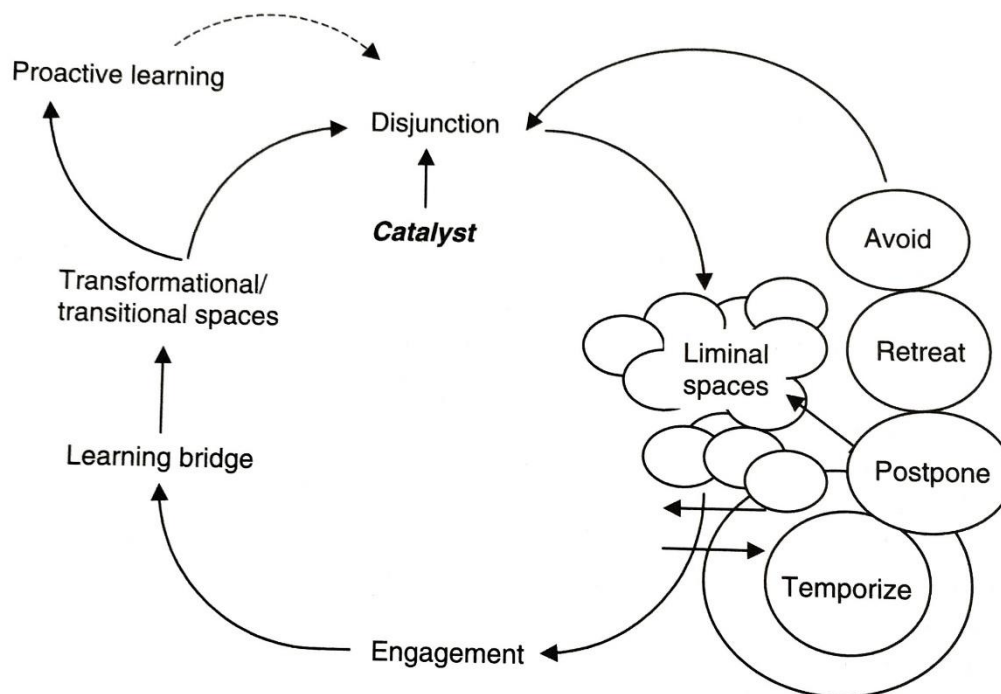 Proactive learning
Disjunction
Catalyst
Avoid
Transformational/
transitional spaces
Liminal
spaces
Retreat
Learning bridge
Postpone
Temporize
Engagement